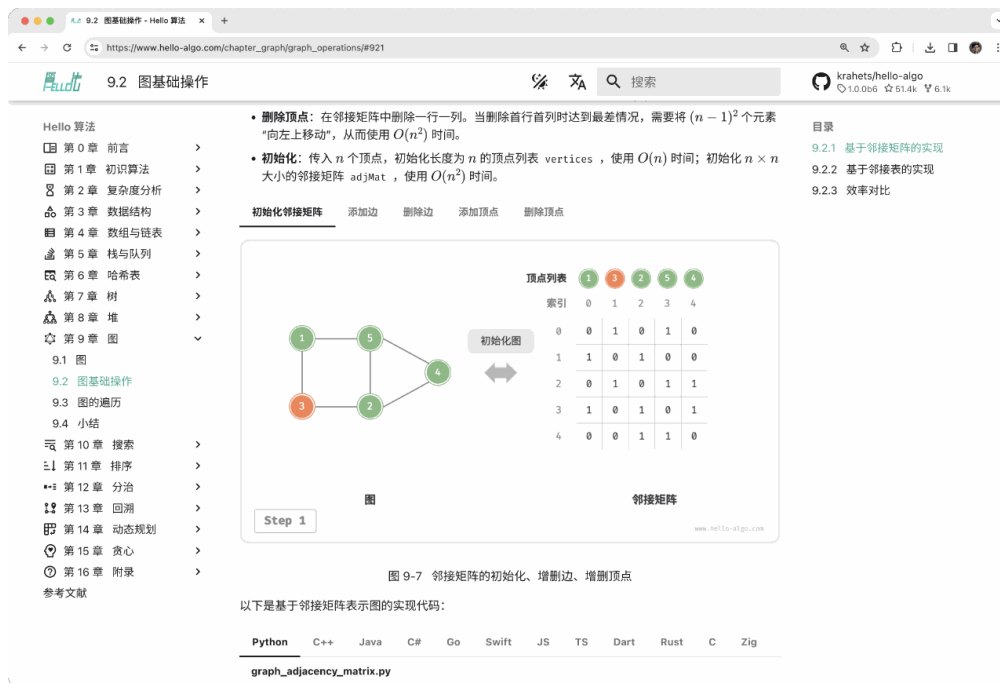 9.2 图基础操作 - Hello 算法
https://www.hello-algo.com/chapter_graph/graph_operations/#921
9.2 图基础操作
搜索
krahets/hello-algo
1.0.0b6 51.4k 6.1k
Hello 算法
第 0 章 前言
第 1 章 初识算法
第 2 章 复杂度分析
第 3 章 数据结构
第 4 章 数组与链表
第 5 章 栈与队列
第 6 章 哈希表
第 7 章 树
第 8 章 堆
第 9 章 图
9.1 图
9.2 图基础操作
9.3 图的遍历
9.4 小结
第 10 章 搜索
第 11 章 排序
第 12 章 分治
第 13 章 回溯
第 14 章 动态规划
第 15 章 贪心
第 16 章 附录
参考文献
• 删除顶点：在邻接矩阵中删除一行一列。当删除首行首列时达到最差情况，需要将 (n − 1)² 个元素
“向左上移动”，从而使用 O(n²) 时间。
• 初始化：传入 n 个顶点，初始化长度为 n 的顶点列表 vertices ，使用 O(n) 时间；初始化 n × n
大小的邻接矩阵 adjMat ，使用 O(n²) 时间。
初始化邻接矩阵 添加边 删除边 添加顶点 删除顶点
1 5
4
3 2
图
Step 1
初始化图
顶点列表 1 3 2 5 4
索引 0 1 2 3 4
0 0 1 0 1 0
1 1 0 1 0 0
2 0 1 0 1 1
3 1 0 1 0 1
4 0 0 1 1 0
邻接矩阵
www.hello-algo.com
图 9-7 邻接矩阵的初始化、增删边、增删顶点
以下是基于邻接矩阵表示图的实现代码：
Python C++ Java C# Go Swift JS TS Dart Rust C Zig
graph_adjacency_matrix.py
目录
9.2.1 基于邻接矩阵的实现
9.2.2 基于邻接表的实现
9.2.3 效率对比